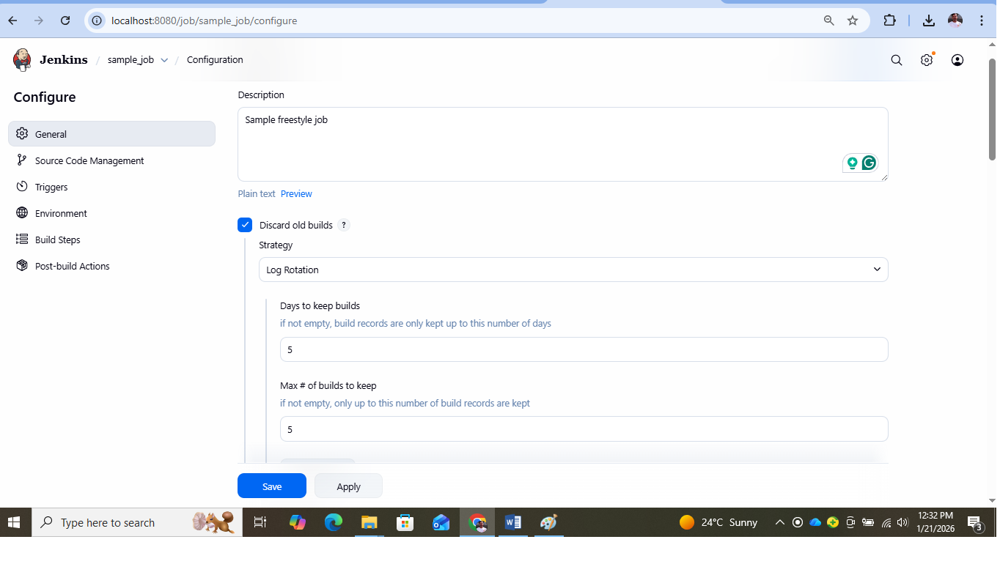 localhost:8080/job/sample_job/configure
Jenkins / sample_job / Configuration
Configure
General
Source Code Management
Triggers
Environment
Build Steps
Post-build Actions
Description
Sample freestyle job
Plain text Preview
Discard old builds ?
Strategy
Log Rotation
Days to keep builds
if not empty, build records are only kept up to this number of days
5
Max # of builds to keep
if not empty, only up to this number of build records are kept
5
Save Apply
Type here to search
24°C Sunny
12:32 PM
1/21/2026
3